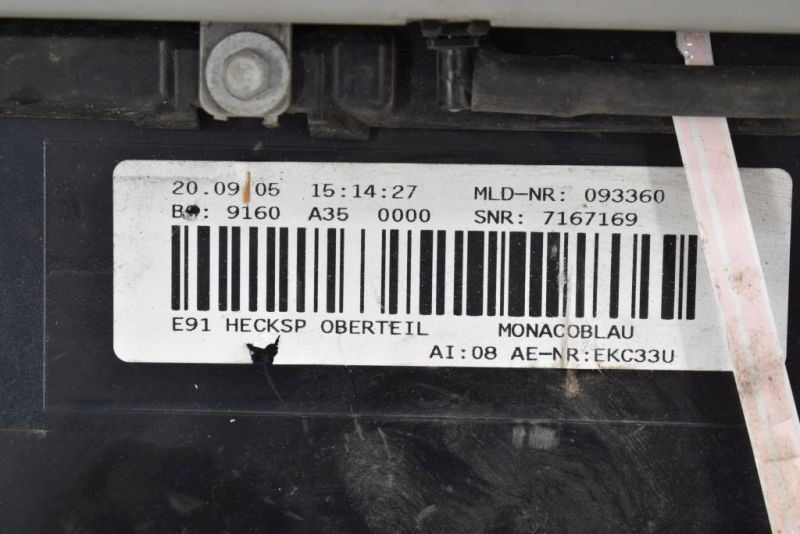 20.09.05 15:14:27 MLD-NR: 093360
9160 A35 0000 SNR: 7167169
E91 HECKSP OBERTEIL MONACOBLAU
AI:08 AE-NR:EKC33U